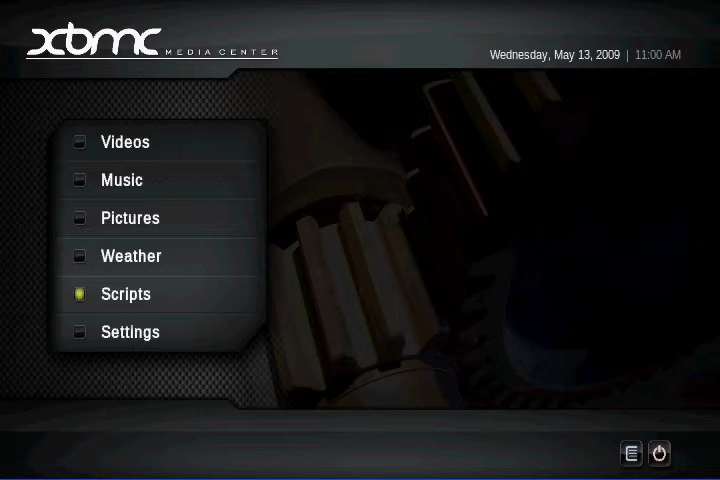 xbmc MEDIA CENTER
Wednesday, May 13, 2009 | 11:00 AM
Videos
Music
Pictures
Weather
Scripts
Settings